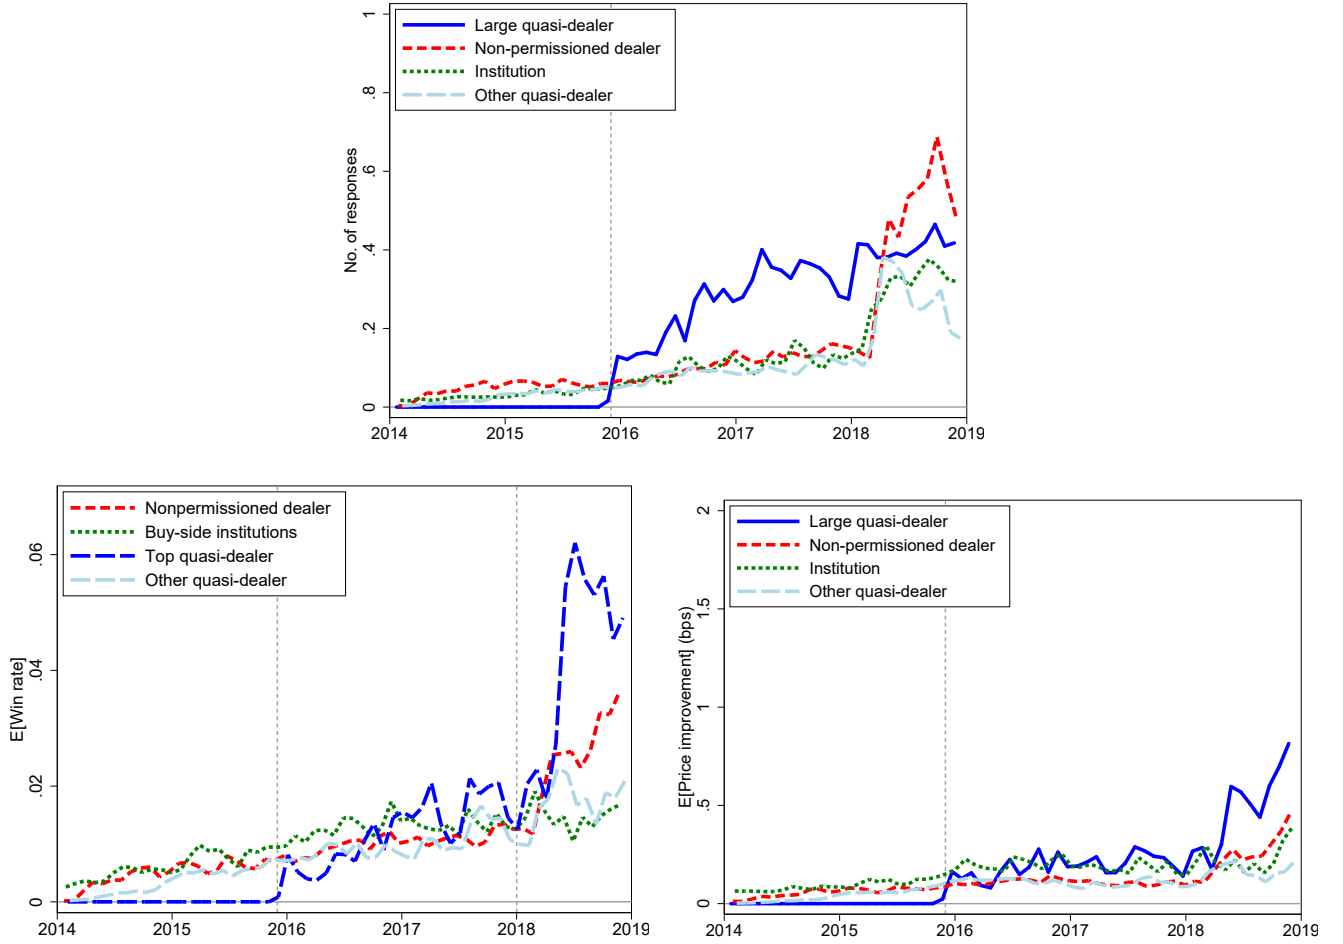 No. of responses
1
.8
.6
.4
.2
0
Large quasi-dealer
Non-permissioned dealer
Institution
Other quasi-dealer
2014 2015 2016 2017 2018 2019
E[Win rate]
.06
.04
.02
0
Nonpermissioned dealer
Buy-side institutions
Top quasi-dealer
Other quasi-dealer
2014 2015 2016 2017 2018 2019
E[Price improvement] (bps)
2
1.5
1
.5
0
Large quasi-dealer
Non-permissioned dealer
Institution
Other quasi-dealer
2014 2015 2016 2017 2018 2019